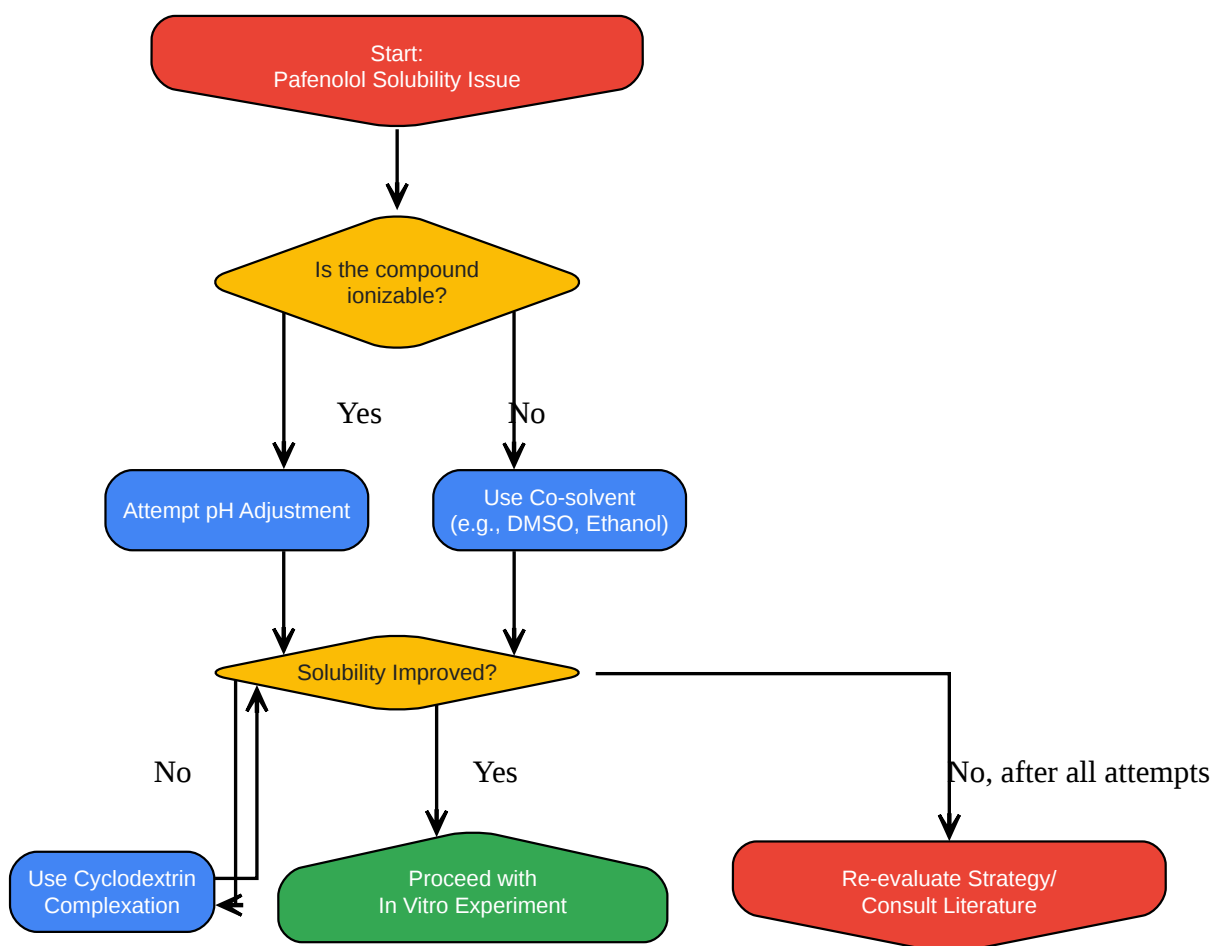 Start:
Pafenolol Solubility Issue
Is the compound
ionizable?
Yes
No
Attempt pH Adjustment
Use Co-solvent
(e.g., DMSO, Ethanol)
Solubility Improved?
No
Yes
No, after all attempts
Use Cyclodextrin
Complexation
Proceed with
In Vitro Experiment
Re-evaluate Strategy/
Consult Literature